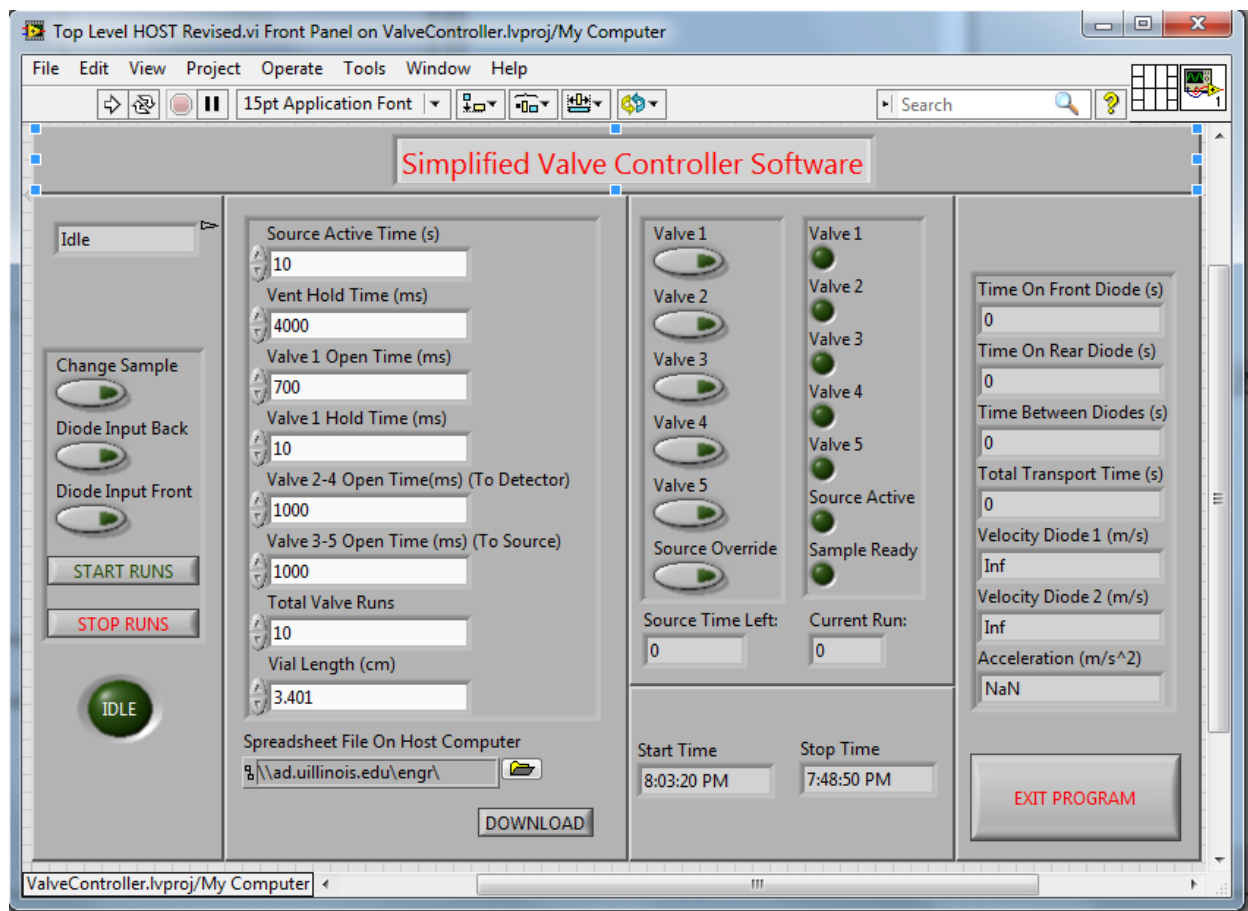 Top Level HOST Revised.vi Front Panel on ValveController.lvproj/My Computer
File Edit View Project Operate Tools Window Help
15pt Application Font
Search
1
Simplified Valve Controller Software
Idle
Change Sample
Diode Input Back
Diode Input Front
START RUNS
STOP RUNS
IDLE
Source Active Time (s)
10
Vent Hold Time (ms)
4000
Valve 1 Open Time (ms)
700
Valve 1 Hold Time (ms)
10
Valve 2-4 Open Time(ms) (To Detector)
1000
Valve 3-5 Open Time (ms) (To Source)
1000
Total Valve Runs
10
Vial Length (cm)
3.401
Spreadsheet File On Host Computer
\\ad.uillinois.edu\engr\
DOWNLOAD
Valve 1
Valve 2
Valve 3
Valve 4
Valve 5
Source Override
Source Time Left:
0
Valve 1
Valve 2
Valve 3
Valve 4
Valve 5
Source Active
Sample Ready
Current Run:
0
Start Time
8:03:20 PM
Stop Time
7:48:50 PM
Time On Front Diode (s)
0
Time On Rear Diode (s)
0
Time Between Diodes (s)
0
Total Transport Time (s)
0
Velocity Diode 1 (m/s)
Inf
Velocity Diode 2 (m/s)
Inf
Acceleration (m/s^2)
NaN
EXIT PROGRAM
ValveController.lvproj/My Computer